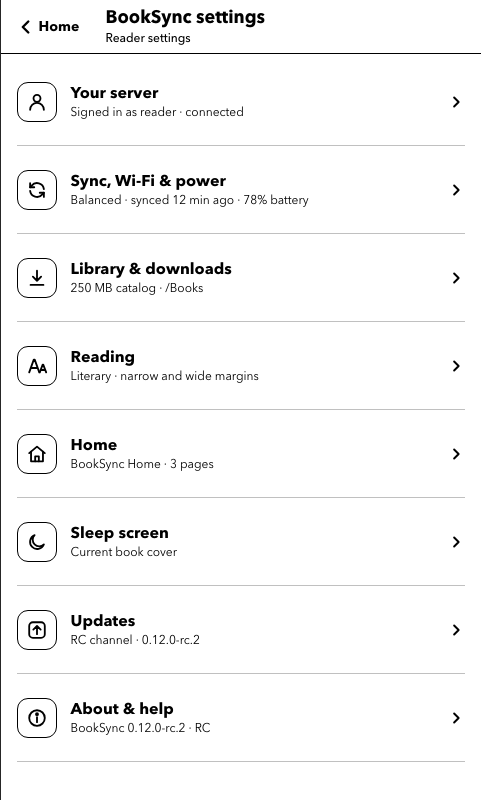 Home
BookSync settings
Reader settings
Your server
Signed in as reader · connected
Sync, Wi-Fi & power
Balanced · synced 12 min ago · 78% battery
Library & downloads
250 MB catalog · /Books
AA
Reading
Literary · narrow and wide margins
Home
BookSync Home · 3 pages
Sleep screen
Current book cover
Updates
RC channel · 0.12.0-rc.2
About & help
BookSync 0.12.0-rc.2 · RC